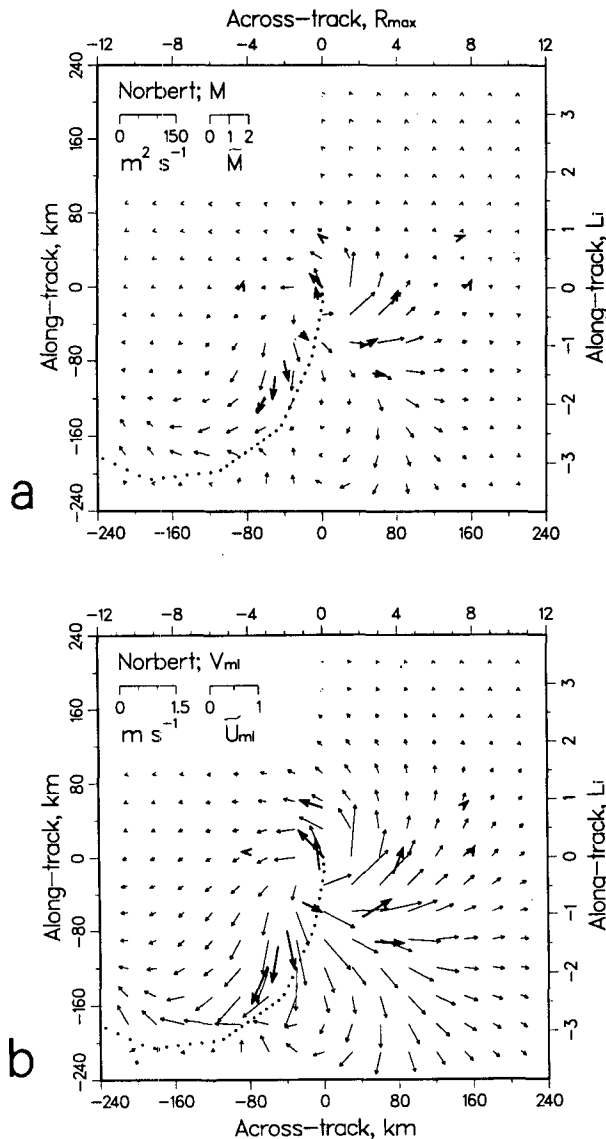 Across-track, Rmax
-12 -8 -4 0 4 8 12
240
160
80
0
-80
-160
-240
Along-track, km
Norbert; M
0 150 0 1 2
m² s⁻¹ M̃
3
2
1
0
-1
-2
-3
Along-track, Li
a
-240 -160 -80 0 80 160 240
-12 -8 -4 0 4 8 12
240
160
80
0
-80
-160
-240
Along-track, km
Norbert; Vml
0 1.5 0 1
m s⁻¹ Ũml
3
2
1
0
-1
-2
-3
Along-track, Li
b
-240 -160 -80 0 80 160 240
Across-track, km